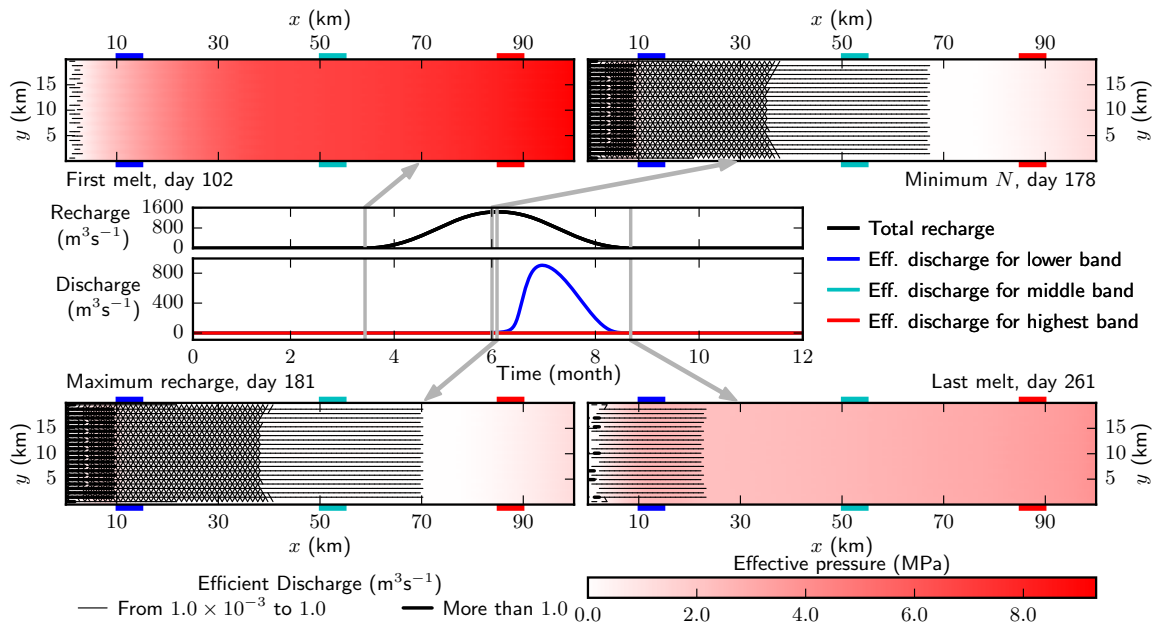 x (km)
x (km)
10 30 50 70 90
10 30 50 70 90
y (km)
15
10
5
15
10
5
y (km)
First melt, day 102
Minimum N, day 178
Recharge
(m³s⁻¹)
1600
800
0
Discharge
(m³s⁻¹)
800
400
0
0 2 4 6 8 10 12
Time (month)
Total recharge
Eff. discharge for lower band
Eff. discharge for middle band
Eff. discharge for highest band
Maximum recharge, day 181
Last melt, day 261
y (km)
15
10
5
15
10
5
y (km)
10 30 50 70 90
10 30 50 70 90
x (km)
x (km)
Efficient Discharge (m³s⁻¹)
From 1.0 × 10⁻³ to 1.0
More than 1.0
Effective pressure (MPa)
0.0 2.0 4.0 6.0 8.0